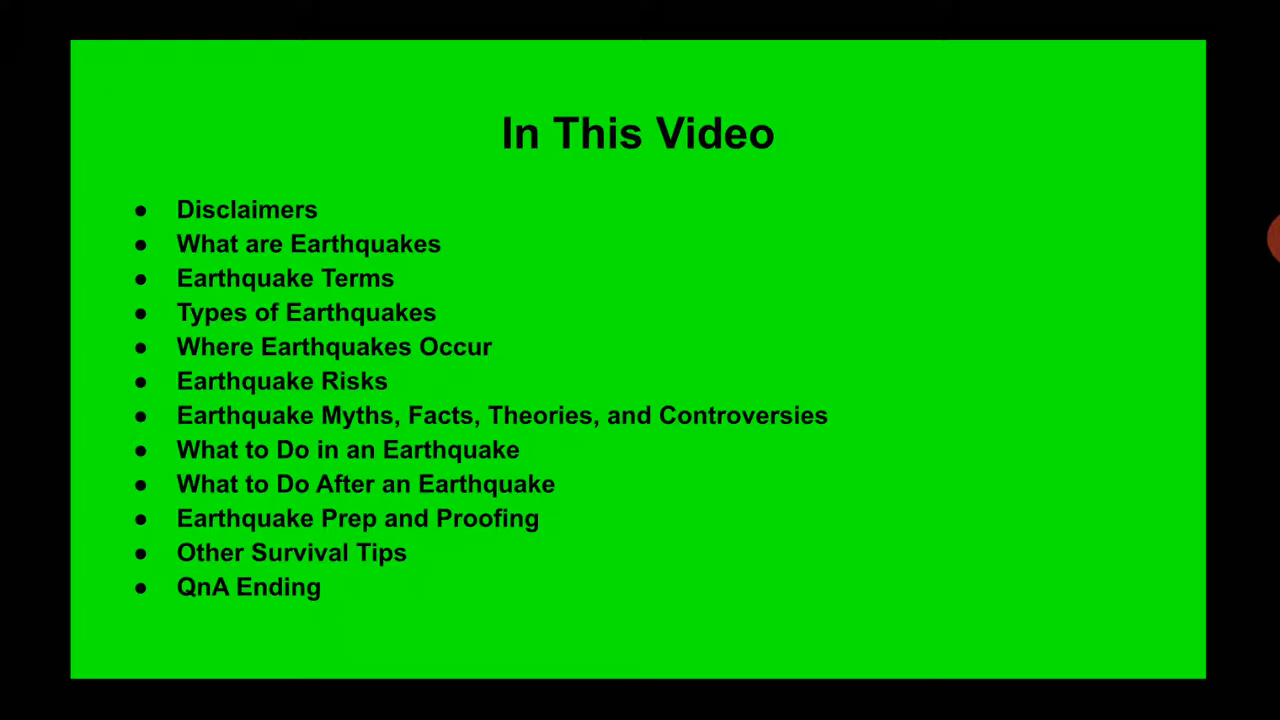 In This Video
● Disclaimers
● What are Earthquakes
● Earthquake Terms
● Types of Earthquakes
● Where Earthquakes Occur
● Earthquake Risks
● Earthquake Myths, Facts, Theories, and Controversies
● What to Do in an Earthquake
● What to Do After an Earthquake
● Earthquake Prep and Proofing
● Other Survival Tips
● QnA Ending